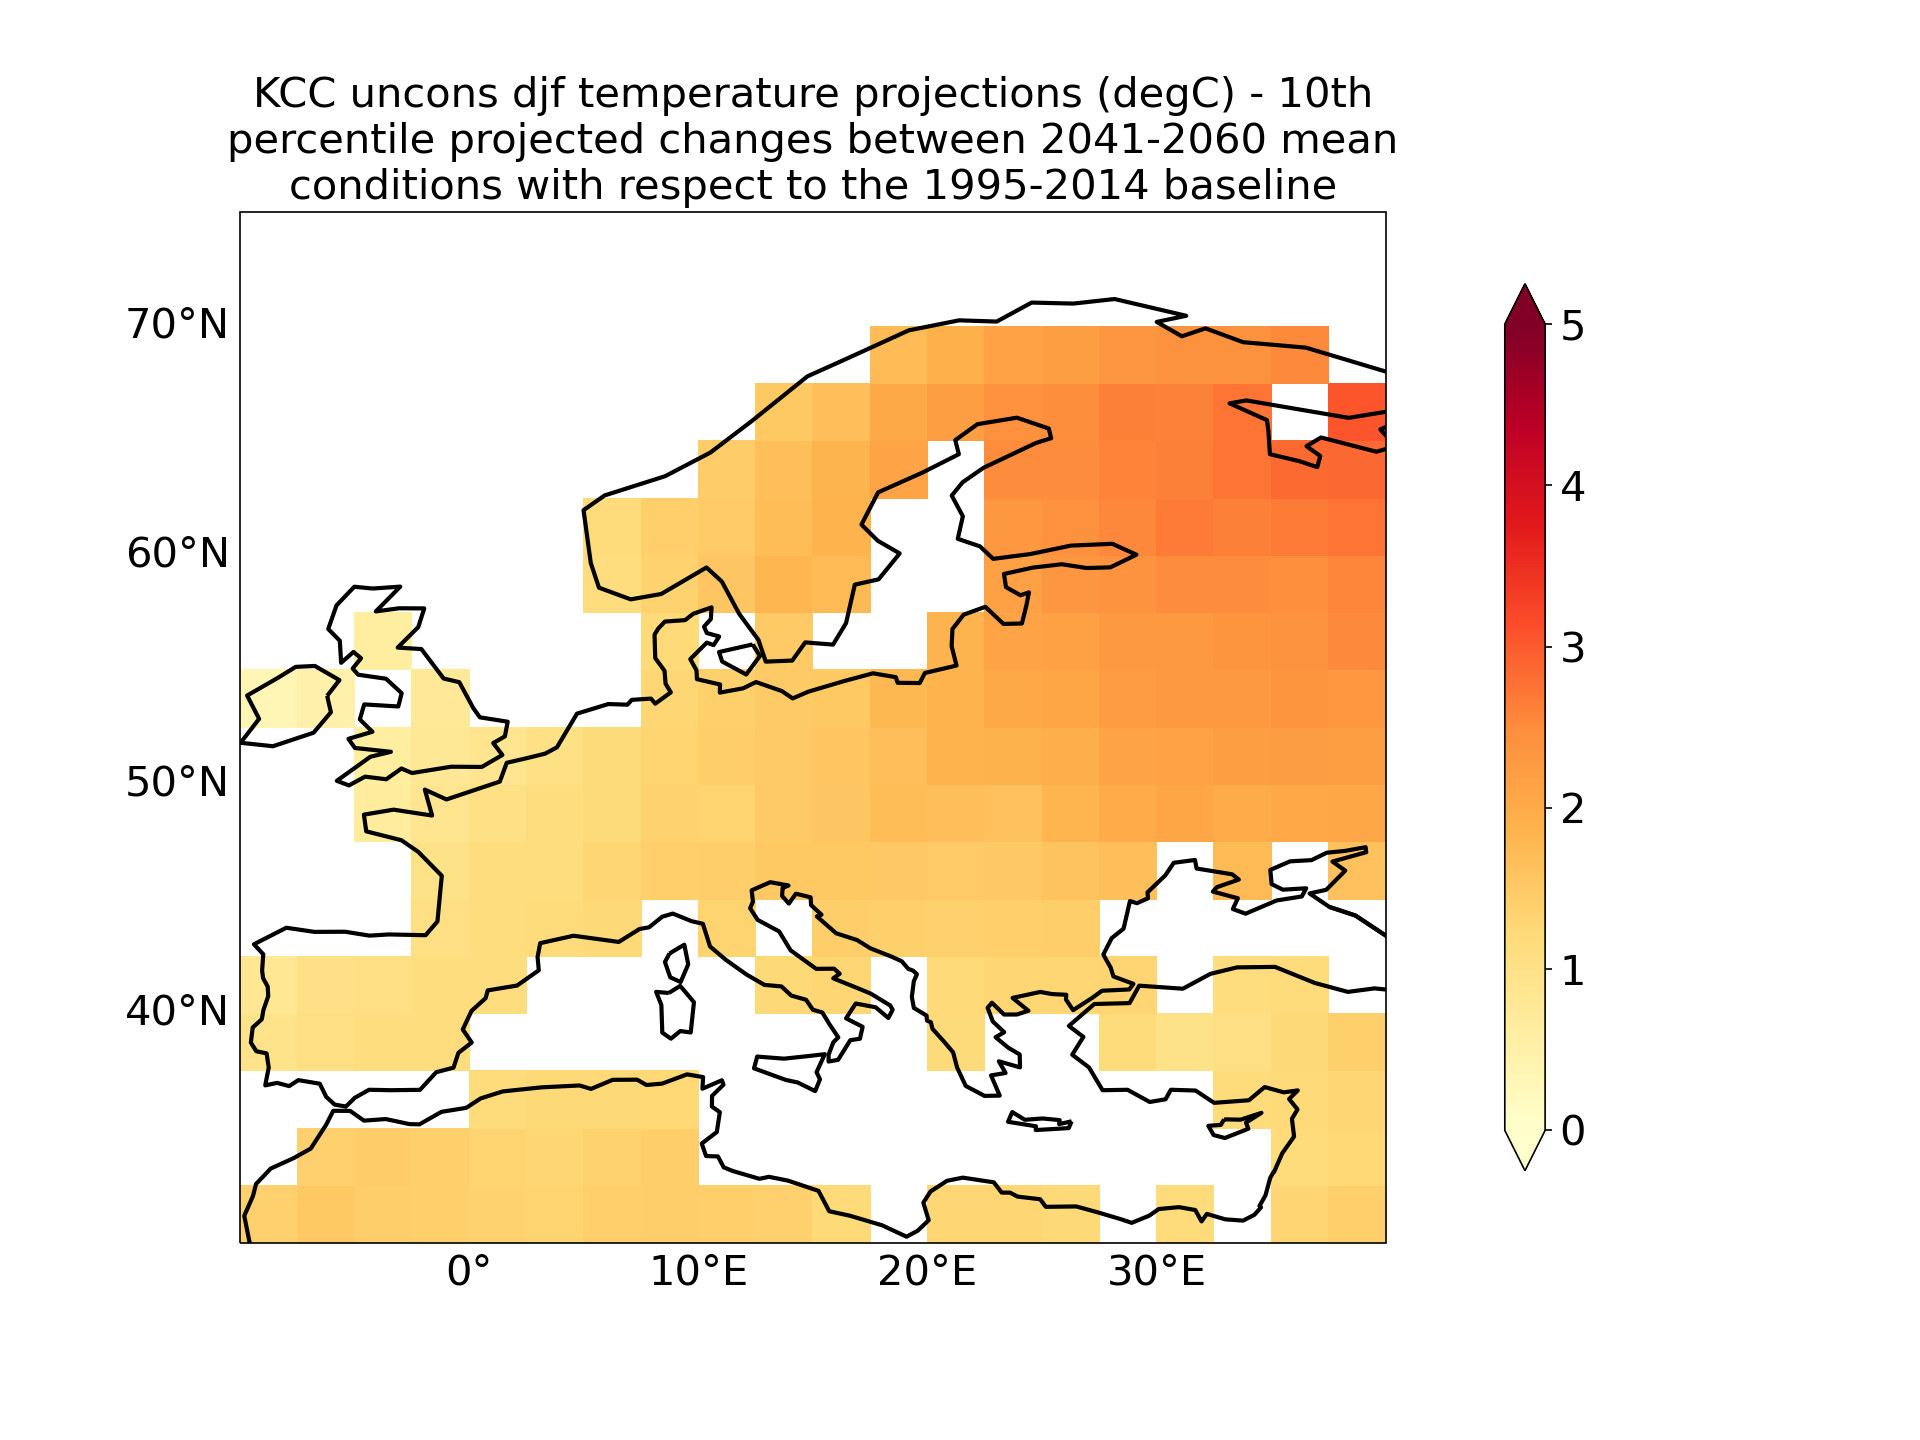 KCC uncons djf temperature projections (degC) - 10th
percentile projected changes between 2041-2060 mean
conditions with respect to the 1995-2014 baseline
70°N
60°N
50°N
40°N
0°
10°E
20°E
30°E
5
4
3
2
1
0